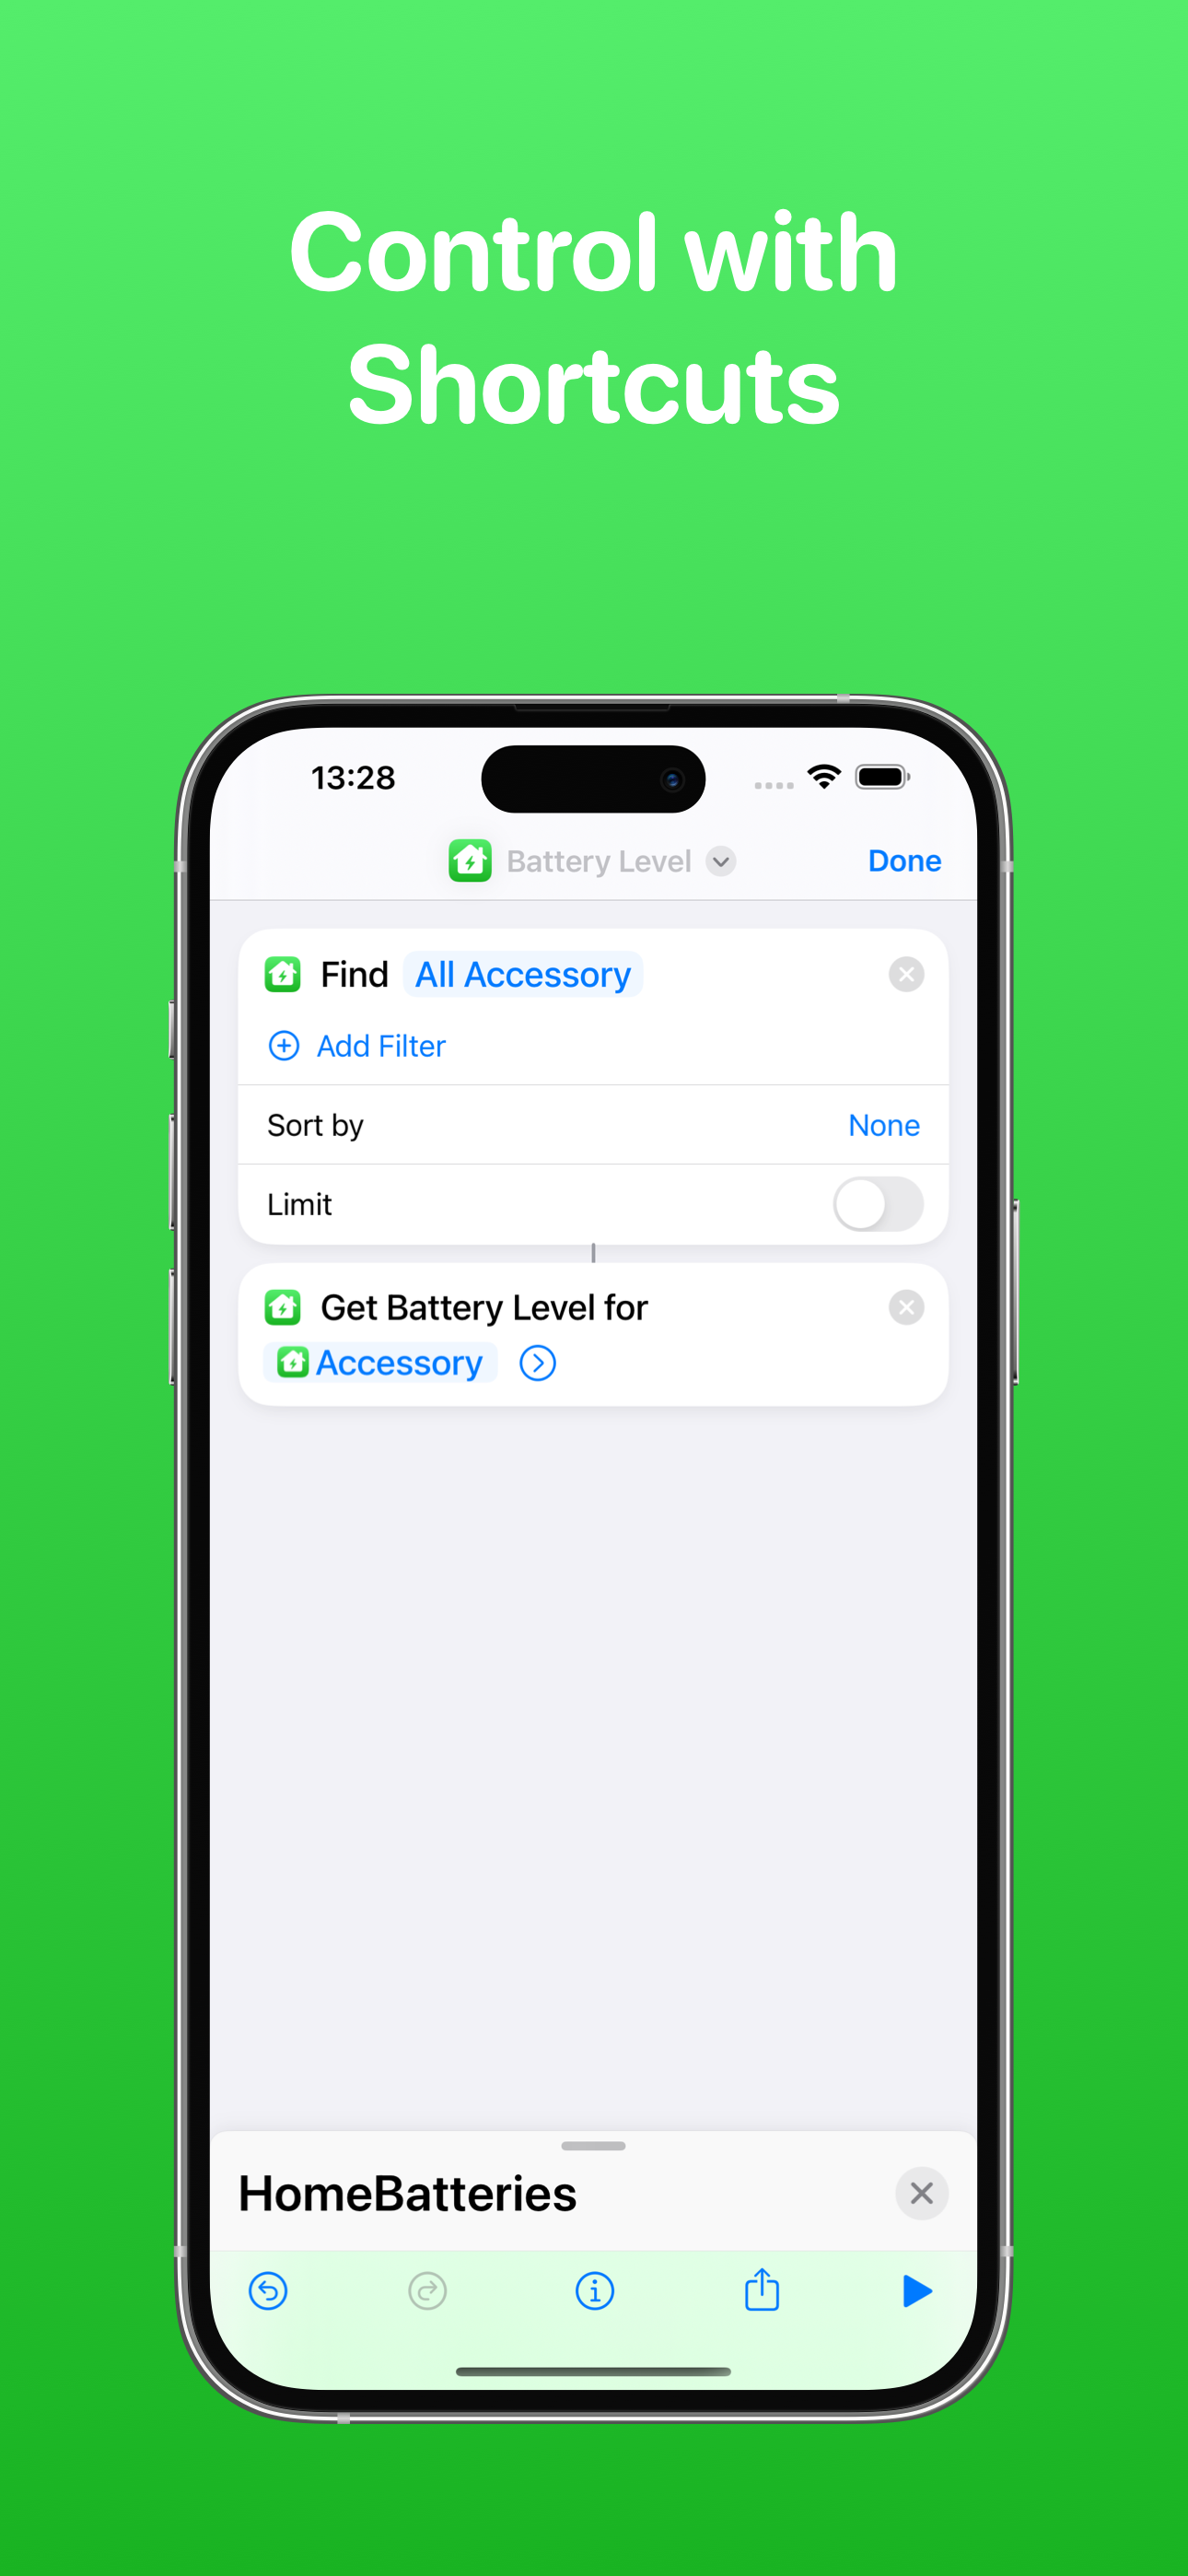 Control with
Shortcuts
13:28
Battery Level
Done
Find All Accessory
Add Filter
Sort by None
Limit
Get Battery Level for
Accessory
HomeBatteries